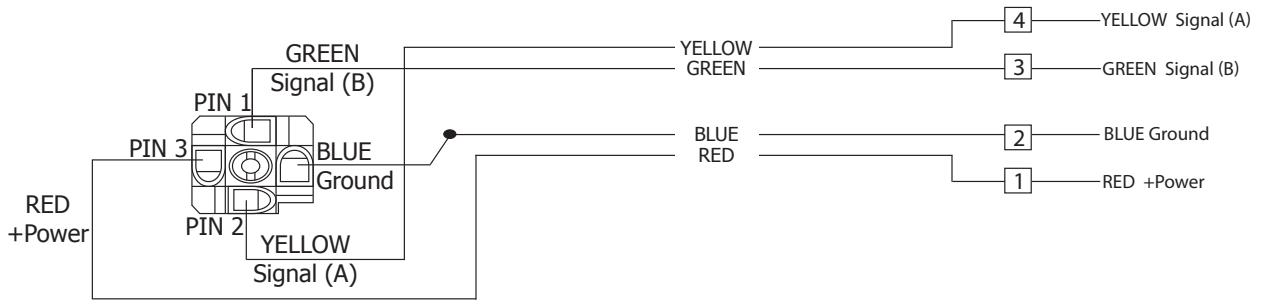 GREEN
Signal (B)
PIN 1
PIN 3
BLUE
Ground
RED
+Power
PIN 2
YELLOW
Signal (A)
YELLOW
GREEN
BLUE
RED
4 YELLOW Signal (A)
3 GREEN Signal (B)
2 BLUE Ground
1 RED +Power